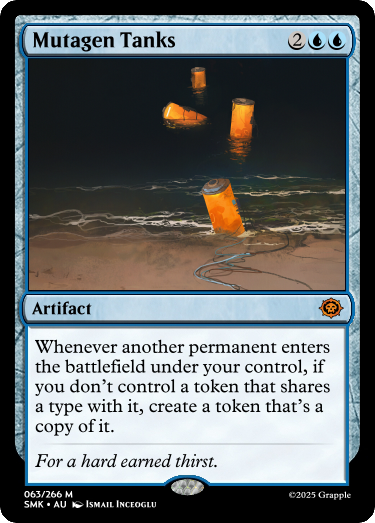 Mutagen Tanks 2
Artifact
Whenever another permanent enters
the battlefield under your control, if
you don't control a token that shares
a type with it, create a token that's a
copy of it.
For a hard earned thirst.
063/266 M
SMK • AU Ismail Inceoglu
©2025 Grapple